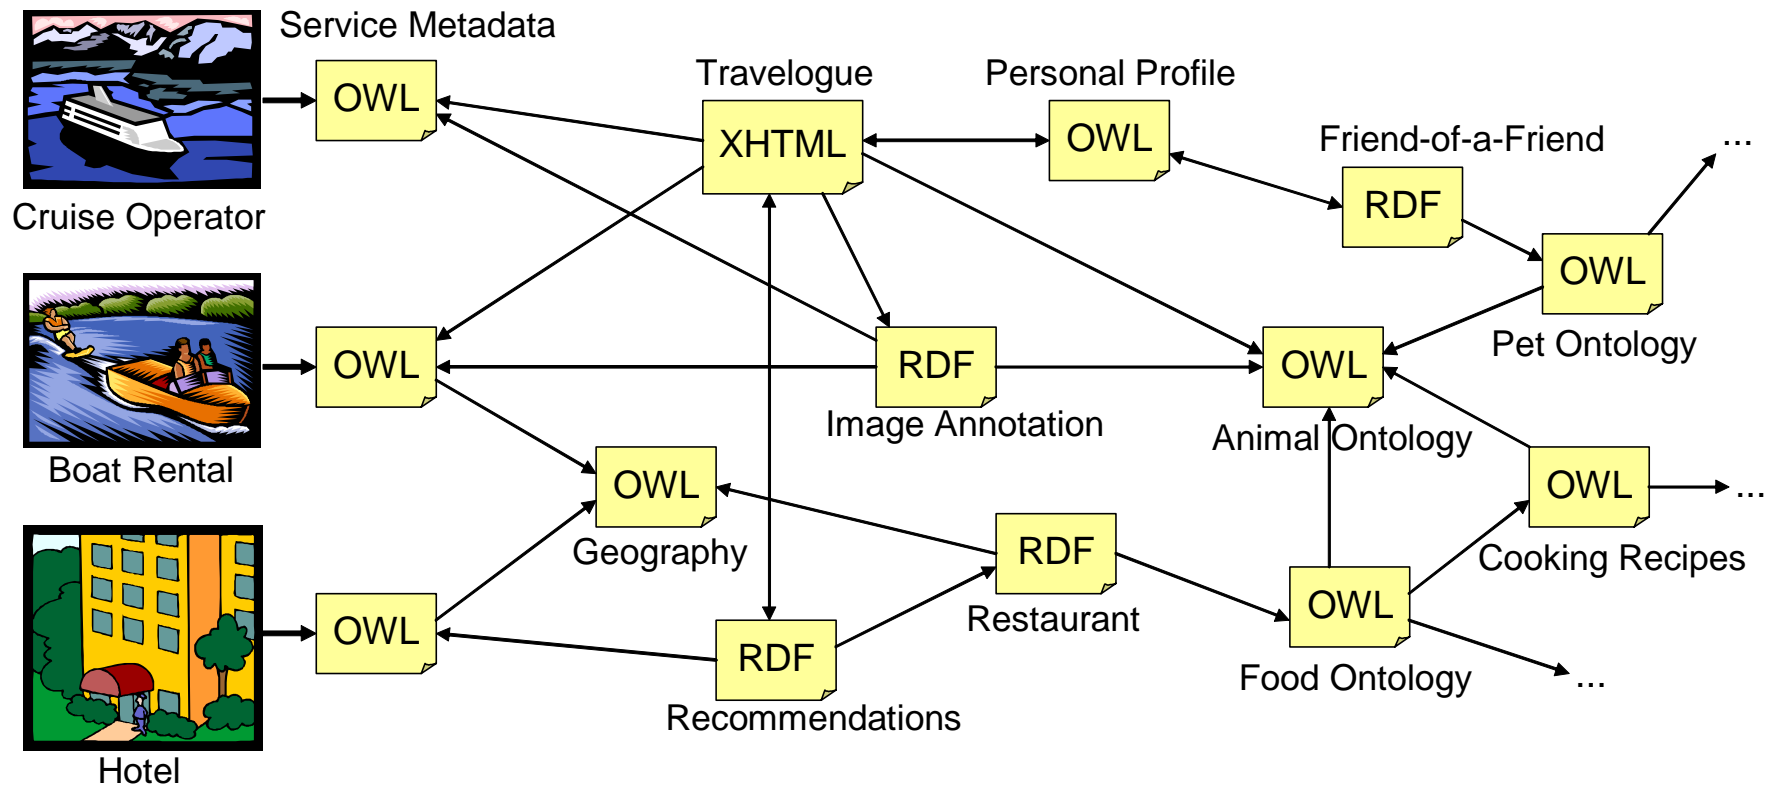 Service Metadata
Travelogue
Personal Profile
Friend-of-a-Friend
...
OWL
XHTML
OWL
RDF
OWL
Cruise Operator
Pet Ontology
...
OWL
RDF
OWL
Image Annotation
Animal Ontology
Boat Rental
OWL
Geography
RDF
Restaurant
OWL
Cooking Recipes
...
OWL
RDF
Recommendations
OWL
Food Ontology
...
Hotel